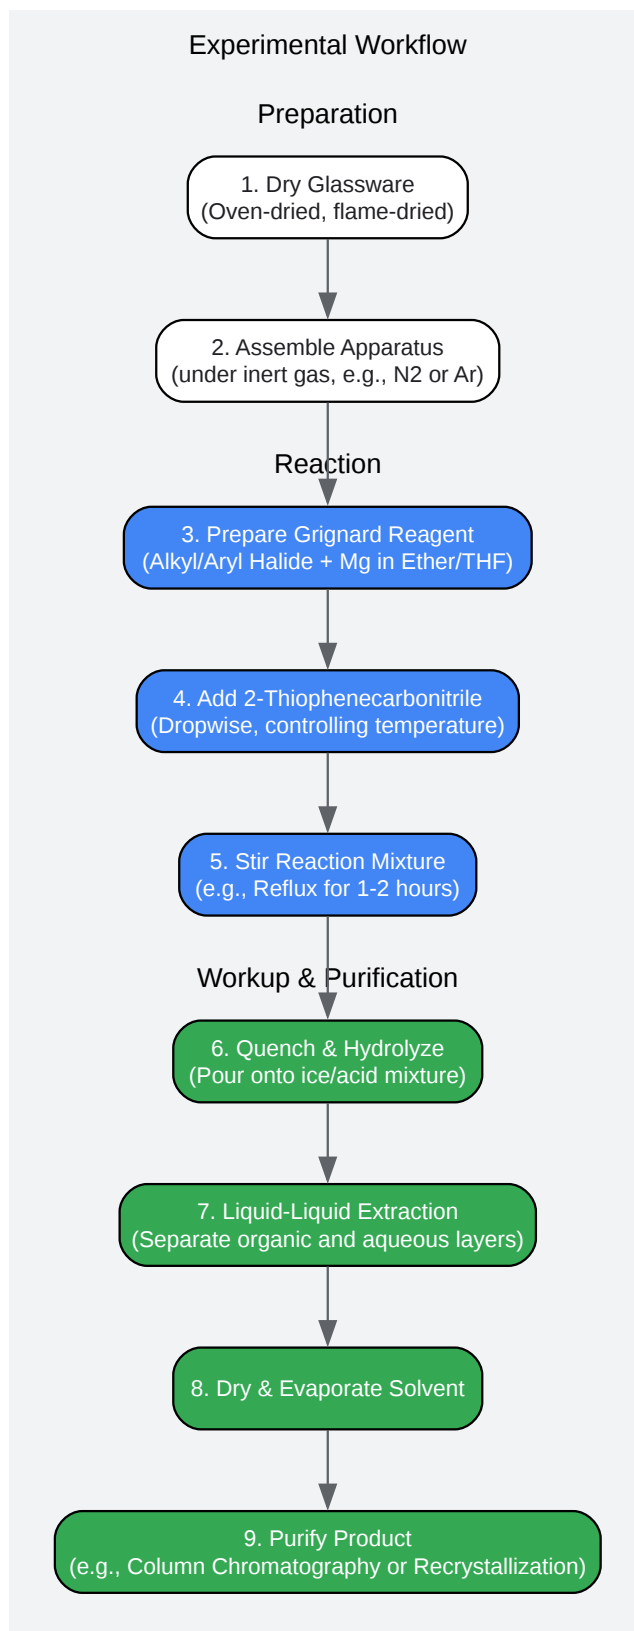 Experimental Workflow
Preparation
1. Dry Glassware
(Oven-dried, flame-dried)
2. Assemble Apparatus
(under inert gas, e.g., N2 or Ar)
Reaction
3. Prepare Grignard Reagent
(Alkyl/Aryl Halide + Mg in Ether/THF)
4. Add 2-Thiophenecarbonitrile
(Dropwise, controlling temperature)
5. Stir Reaction Mixture
(e.g., Reflux for 1-2 hours)
Workup & Purification
6. Quench & Hydrolyze
(Pour onto ice/acid mixture)
7. Liquid-Liquid Extraction
(Separate organic and aqueous layers)
8. Dry & Evaporate Solvent
9. Purify Product
(e.g., Column Chromatography or Recrystallization)